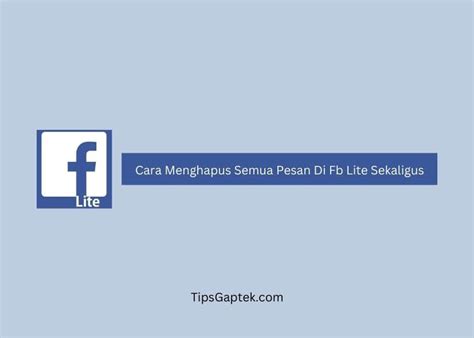 f
Lite
Cara Menghapus Semua Pesan Di Fb Lite Sekaligus
TipsGaptek.com